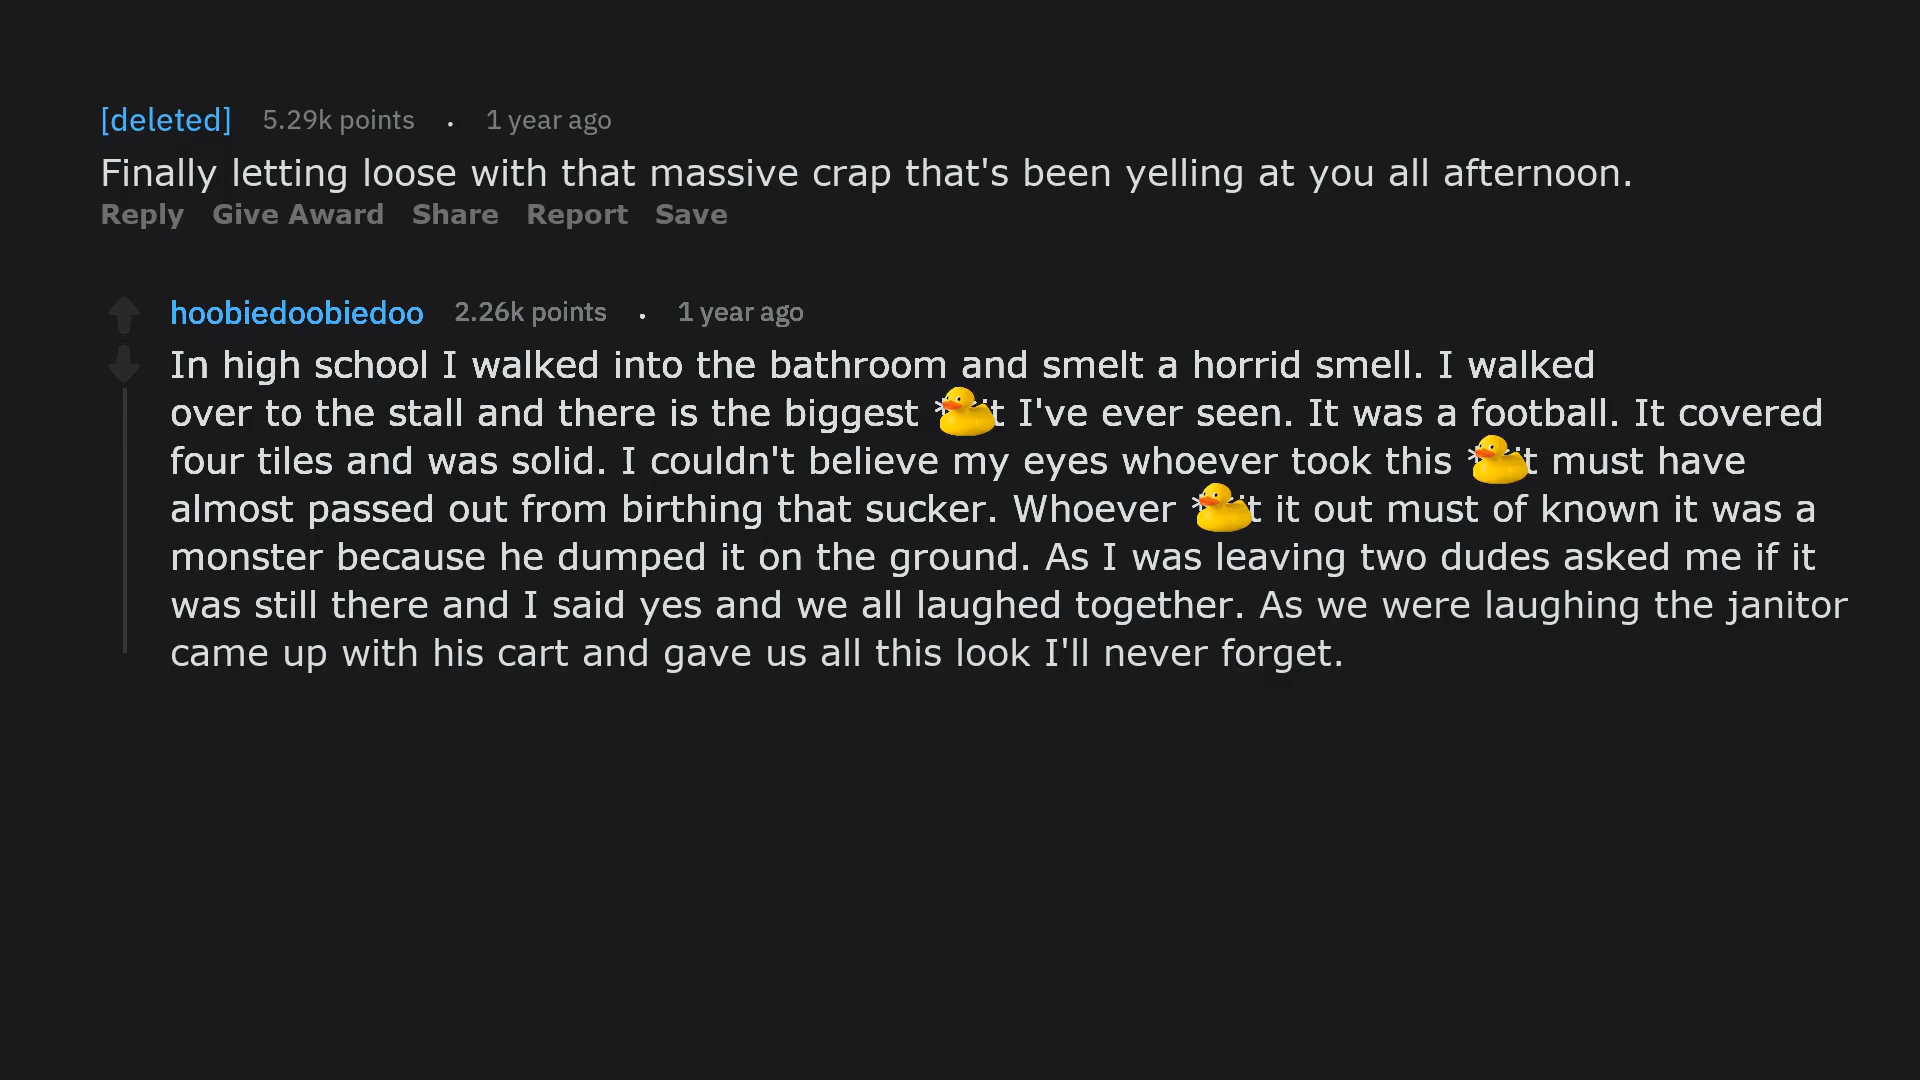 [deleted] 5.29k points . 1 year ago
Finally letting loose with that massive crap that's been yelling at you all afternoon.
Reply Give Award Share Report Save
hoobiedoobiedoo 2.26k points . 1 year ago
In high school I walked into the bathroom and smelt a horrid smell. I walked
over to the stall and there is the biggest I've ever seen. It was a football. It covered
four tiles and was solid. I couldn't believe my eyes whoever took this must have
almost passed out from birthing that sucker. Whoever it out must of known it was a
monster because he dumped it on the ground. As I was leaving two dudes asked me if it
was still there and I said yes and we all laughed together. As we were laughing the janitor
came up with his cart and gave us all this look I'll never forget.